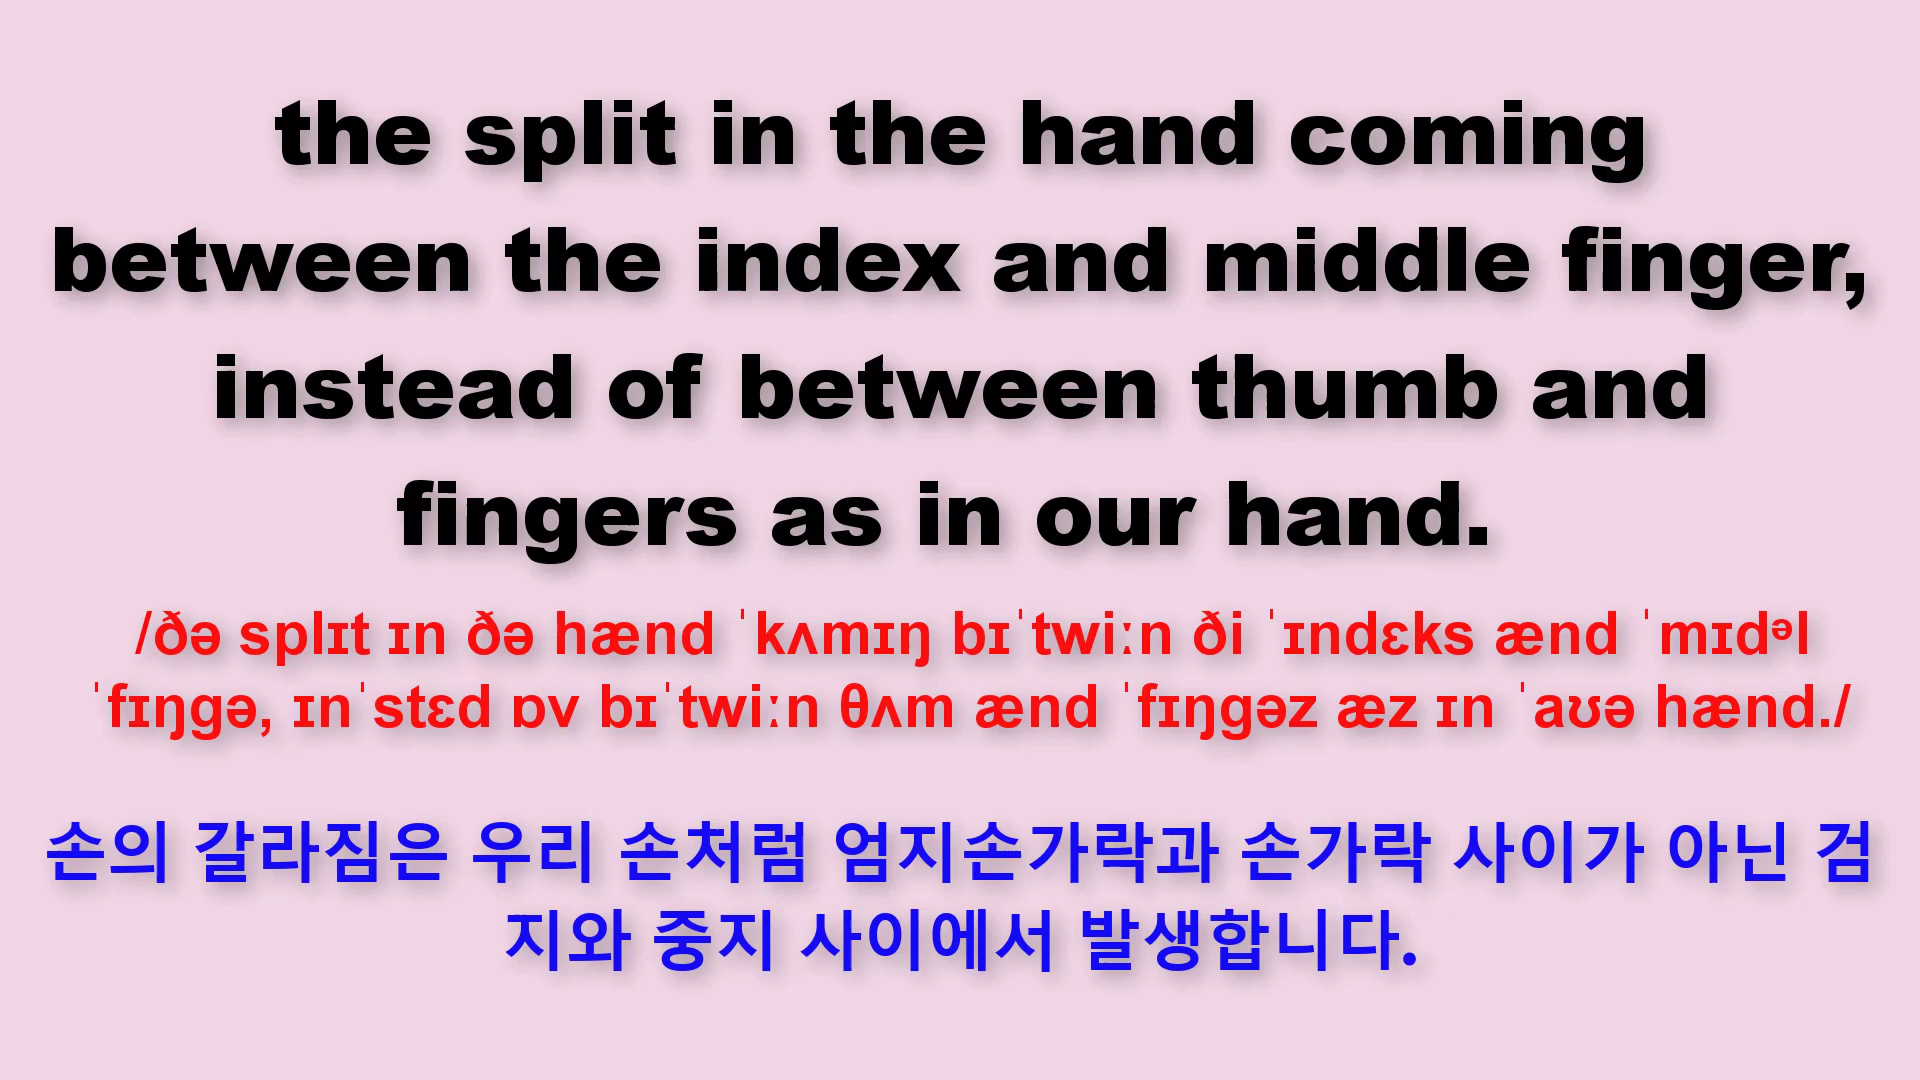 the split in the hand coming
between the index and middle finger,
instead of between thumb and
fingers as in our hand.
/ðə splɪt ɪn ðə hænd ˈkʌmɪŋ bɪˈtwiːn ði ˈɪndɛks ænd ˈmɪdᵊl
ˈfɪŋgə, ɪnˈstɛd ɒv bɪˈtwiːn θʌm ænd ˈfɪŋgəz æz ɪn ˈaʊə hænd./
손의 갈라짐은 우리 손처럼 엄지손가락과 손가락 사이가 아닌 검
지와 중지 사이에서 발생합니다.